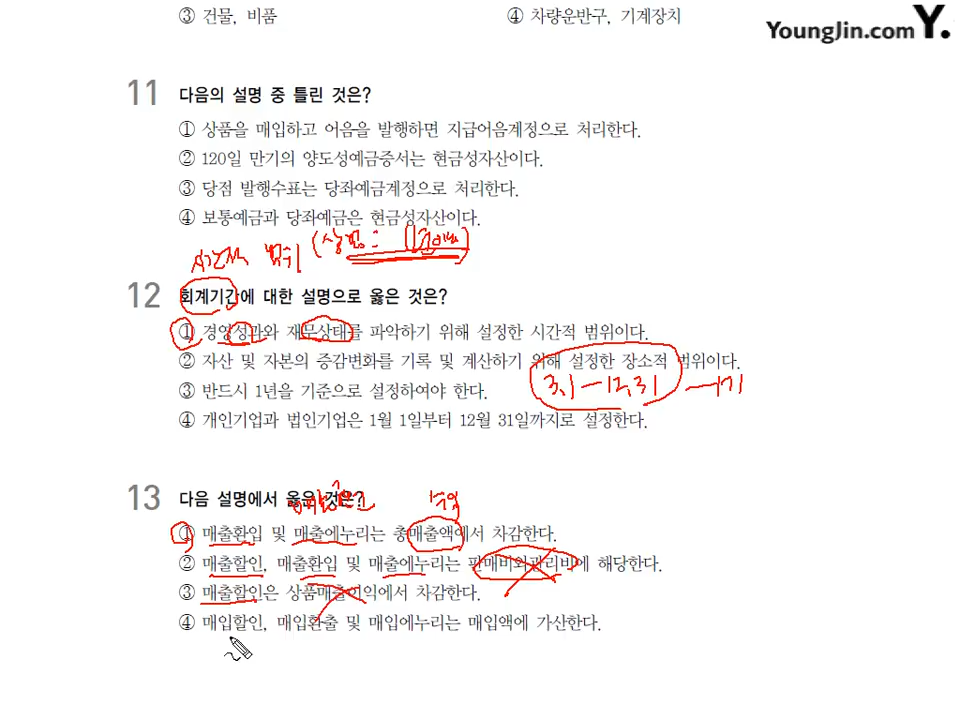 ③ 건물, 비품 ④ 차량운반구, 기계장치
YoungJin.com Y.
11 다음의 설명 중 틀린 것은?
① 상품을 매입하고 어음을 발행하면 지급어음계정으로 처리한다.
② 120일 만기의 양도성예금증서는 현금성자산이다.
③ 당점 발행수표는 당좌예금계정으로 처리한다.
④ 보통예금과 당좌예금은 현금성자산이다.
시간적 범위
12 회계기간에 대한 설명으로 옳은 것은?
① 경영성과와 재무상태를 파악하기 위해 설정한 시간적 범위이다.
② 자산 및 자본의 증감변화를 기록 및 계산하기 위해 설정한 장소적 범위이다.
③ 반드시 1년을 기준으로 설정하여야 한다.
3,1 — 12,31 — 1기
④ 개인기업과 법인기업은 1월 1일부터 12월 31일까지로 설정한다.
13 다음 설명에서 옳은 것은?
수익
① 매출환입 및 매출에누리는 총매출액에서 차감한다.
② 매출할인, 매출환입 및 매출에누리는 판매비와관리비에 해당한다.
③ 매출할인은 상품매출이익에서 차감한다.
④ 매입할인, 매입환출 및 매입에누리는 매입액에 가산한다.